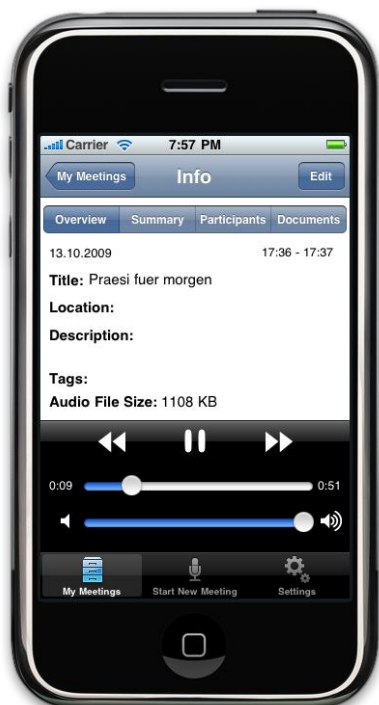 Carrier 7:57 PM
My Meetings Info Edit
Overview Summary Participants Documents
13.10.2009 17:36 - 17:37
Title: Praesi fuer morgen
Location:
Description:
Tags:
Audio File Size: 1108 KB
0:09 0:51
My Meetings Start New Meeting Settings